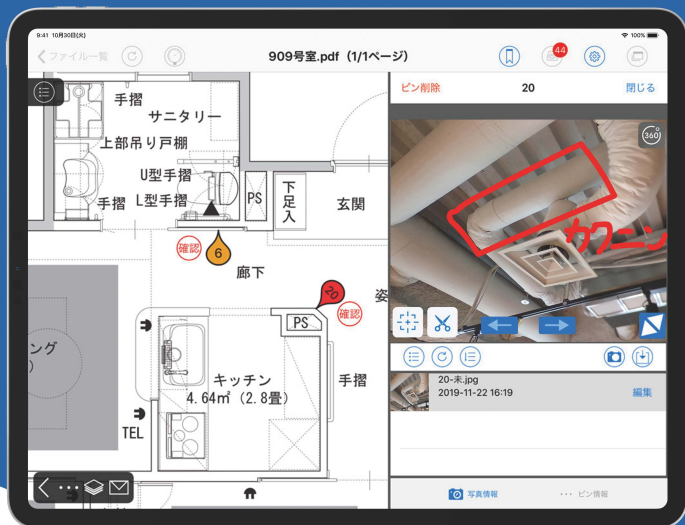 9:41 10月30日(火)
100%
ファイル一覧
909号室.pdf (1/1ページ)
44
ピン削除
20
閉じる
手摺
サニタリー
上部吊り戸棚
U型手摺
手摺
L型手摺
PS
下足入
玄関
確認
6
廊下
20
確認
姿
PS
ング
キッチン
4.64㎡ (2.8畳)
手摺
TEL
360°
カクニン
20-未.jpg
2019-11-22 16:19
編集
写真情報
ピン情報